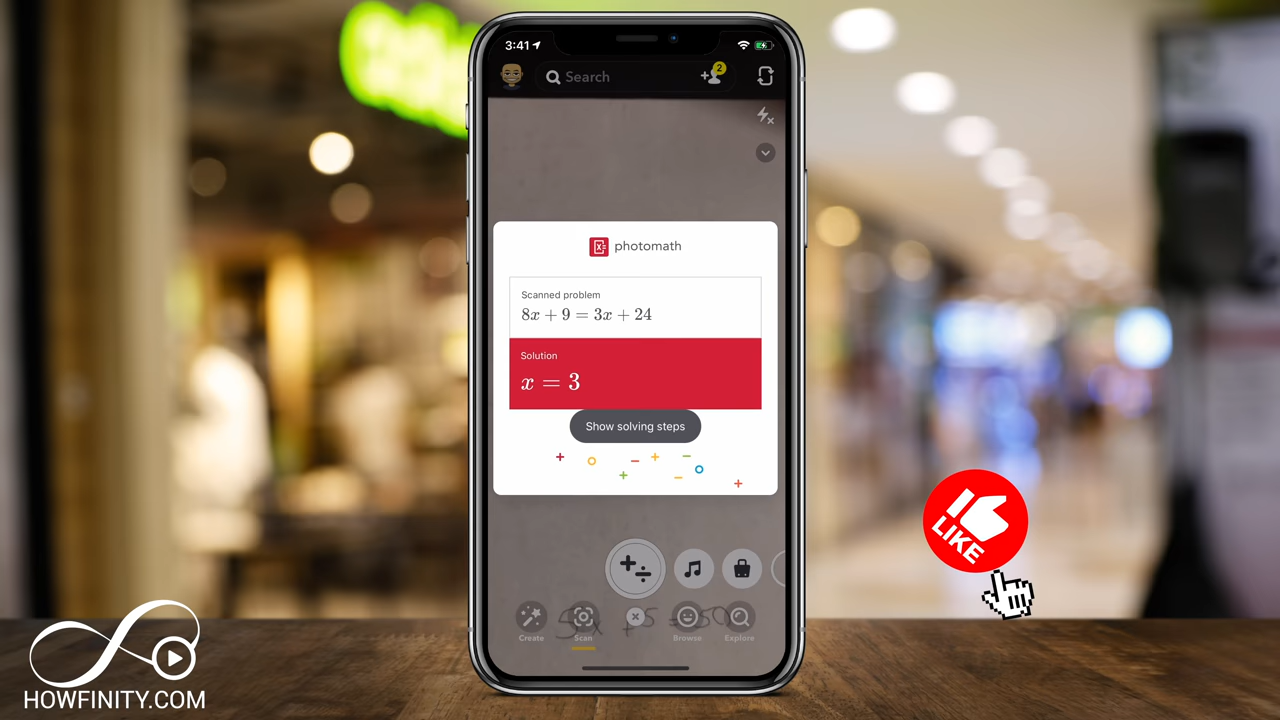 3:41
Search
2
photomath
Scanned problem
8x + 9 = 3x + 24
Solution
x = 3
Show solving steps
Create
Scan
Browse
Explore
LIKE
HOWFINITY.COM